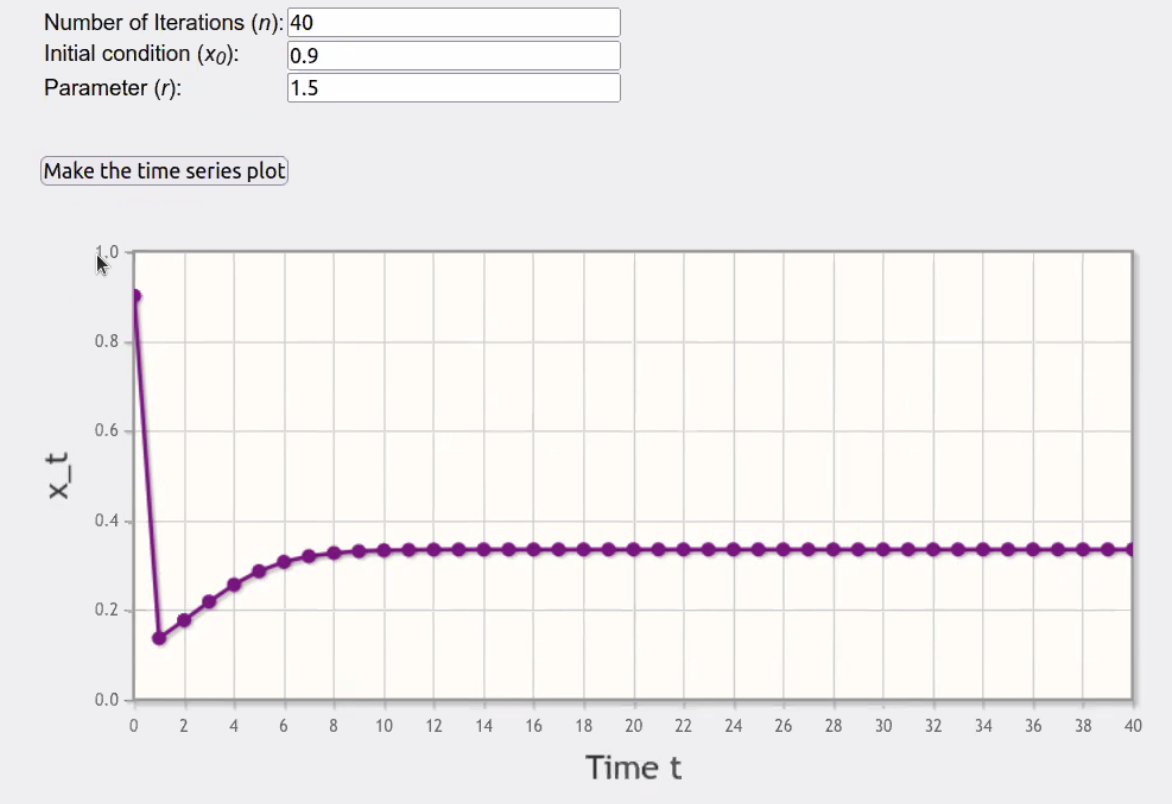 Number of Iterations (n): 40
Initial condition (x0): 0.9
Parameter (r): 1.5
Make the time series plot
1.0
0.8
0.6
0.4
0.2
0.0
x_t
0 2 4 6 8 10 12 14 16 18 20 22 24 26 28 30 32 34 36 38 40
Time t